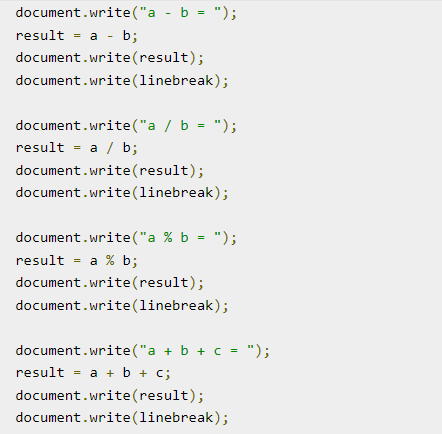 document.write("a - b = ");
result = a - b;
document.write(result);
document.write(linebreak);
document.write("a / b = ");
result = a / b;
document.write(result);
document.write(linebreak);
document.write("a % b = ");
result = a % b;
document.write(result);
document.write(linebreak);
document.write("a + b + c = ");
result = a + b + c;
document.write(result);
document.write(linebreak);